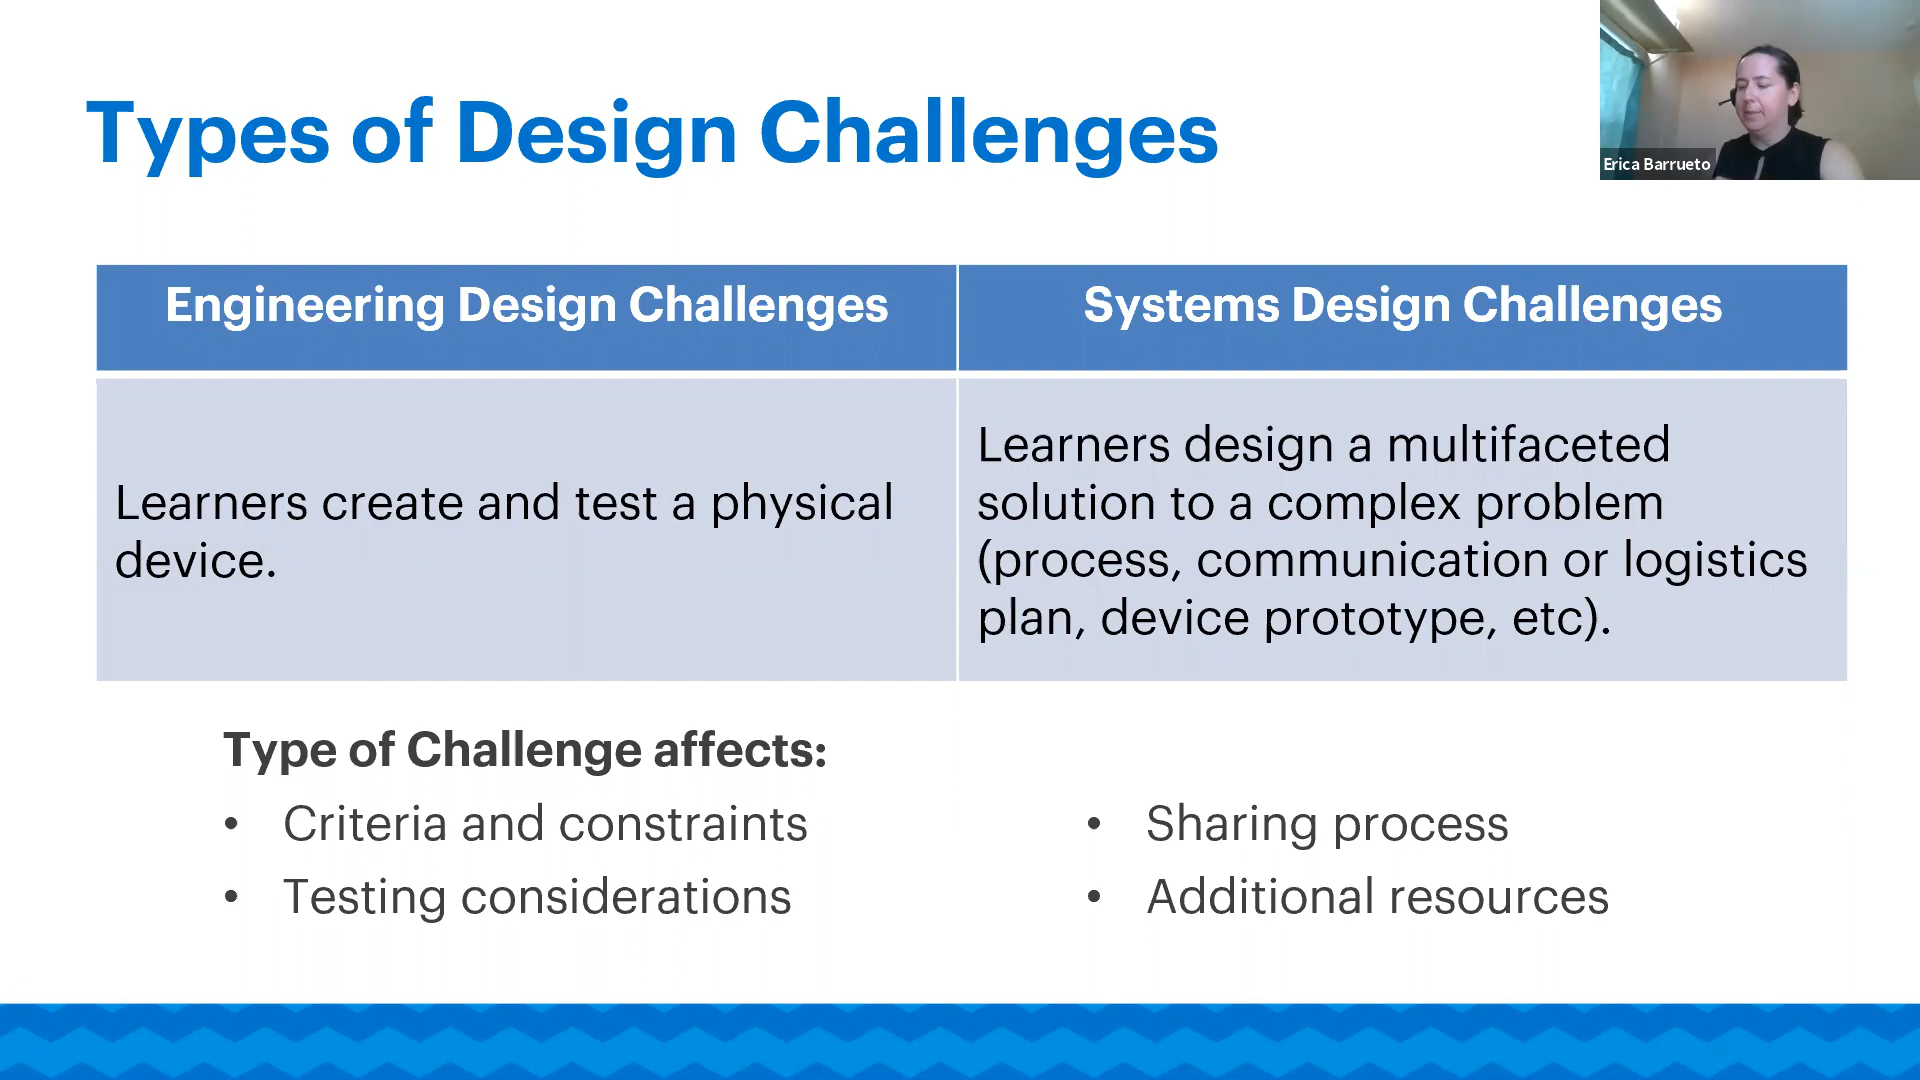 Types of Design Challenges
Erica Barrueto
Engineering Design Challenges
Systems Design Challenges
Learners create and test a physical
device.
Learners design a multifaceted
solution to a complex problem
(process, communication or logistics
plan, device prototype, etc).
Type of Challenge affects:
• Criteria and constraints
• Testing considerations
• Sharing process
• Additional resources